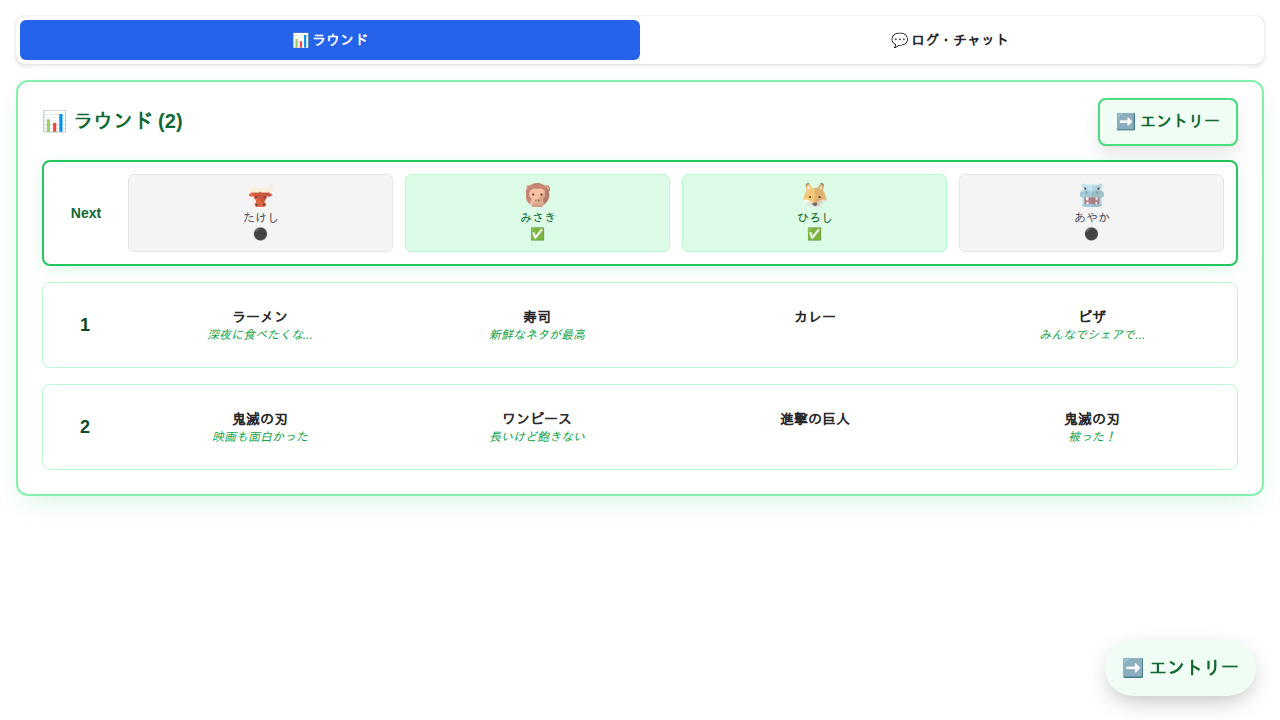 📊 ラウンド
💬 ログ・チャット
📊 ラウンド (2)
➡️ エントリー
Next
たけし
みさき
ひろし
あやか
1
ラーメン
寿司
カレー
ピザ
深夜に食べたくな...
新鮮なネタが最高
みんなでシェアで...
2
鬼滅の刃
ワンピース
進撃の巨人
鬼滅の刃
映画も面白かった
長いけど飽きない
被った！
➡️ エントリー